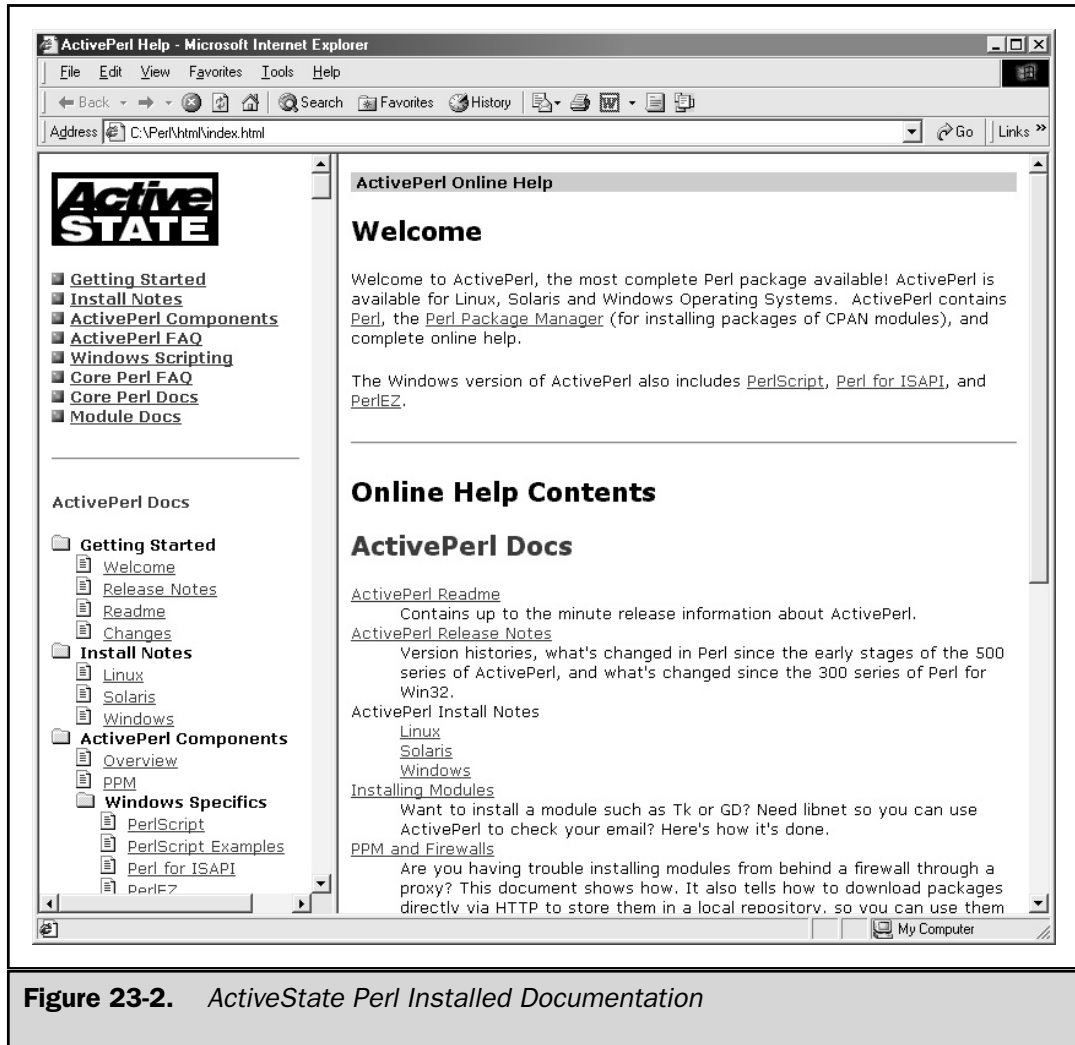 ActivePerl Help - Microsoft Internet Explorer
File Edit View Favorites Tools Help
Back Search Favorites History
Address C:\Perl\html\index.html Go Links »
Active
STATE
Getting Started
Install Notes
ActivePerl Components
ActivePerl FAQ
Windows Scripting
Core Perl FAQ
Core Perl Docs
Module Docs
ActivePerl Docs
Getting Started
Welcome
Release Notes
Readme
Changes
Install Notes
Linux
Solaris
Windows
ActivePerl Components
Overview
PPM
Windows Specifics
PerlScript
PerlScript Examples
Perl for ISAPI
PerlEZ
ActivePerl Online Help
Welcome
Welcome to ActivePerl, the most complete Perl package available! ActivePerl is
available for Linux, Solaris and Windows Operating Systems. ActivePerl contains
Perl, the Perl Package Manager (for installing packages of CPAN modules), and
complete online help.
The Windows version of ActivePerl also includes PerlScript, Perl for ISAPI, and
PerlEZ.
Online Help Contents
ActivePerl Docs
ActivePerl Readme
Contains up to the minute release information about ActivePerl.
ActivePerl Release Notes
Version histories, what's changed in Perl since the early stages of the 500
series of ActivePerl, and what's changed since the 300 series of Perl for
Win32.
ActivePerl Install Notes
Linux
Solaris
Windows
Installing Modules
Want to install a module such as Tk or GD? Need libnet so you can use
ActivePerl to check your email? Here's how it's done.
PPM and Firewalls
Are you having trouble installing modules from behind a firewall through a
proxy? This document shows how. It also tells how to download packages
directly via HTTP to store them in a local repository, so you can use them
My Computer
Figure 23-2. ActiveState Perl Installed Documentation